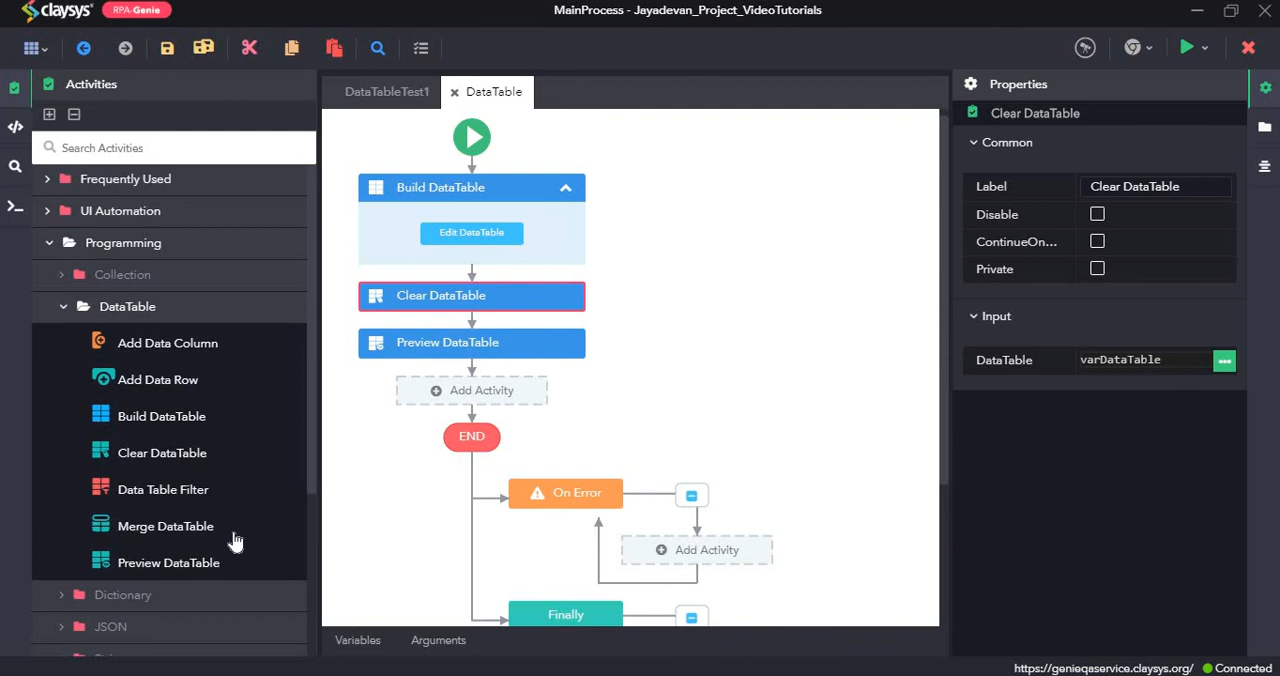 claysys® RPA-Genie MainProcess - Jayadevan_Project_VideoTutorials
Activities
Search Activities
Frequently Used
UI Automation
Programming
Collection
DataTable
Add Data Column
Add Data Row
Build DataTable
Clear DataTable
Data Table Filter
Merge DataTable
Preview DataTable
Dictionary
JSON
DataTableTest1 DataTable
Build DataTable
Edit DataTable
Clear DataTable
Preview DataTable
Add Activity
END
On Error
Add Activity
Finally
Variables Arguments
Properties
Clear DataTable
Common
Label Clear DataTable
Disable
ContinueOn...
Private
Input
DataTable varDataTable
https://genieqaservice.claysys.org/ Connected